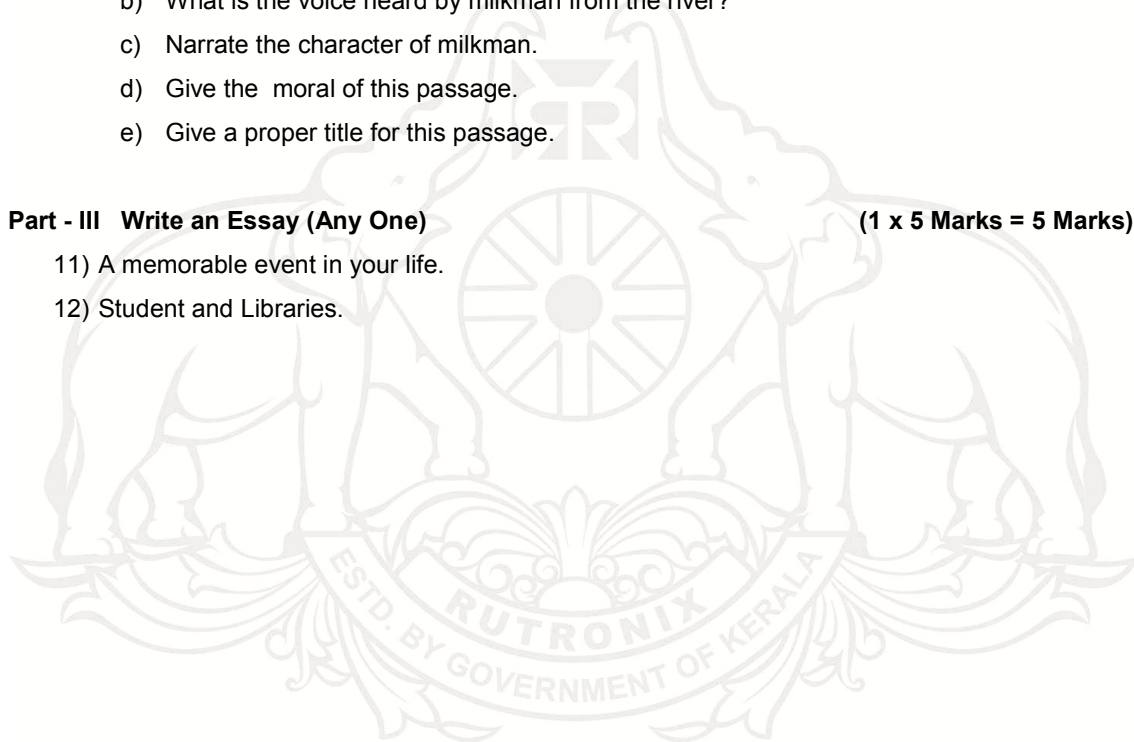 b) What is the voice heard by milkman from the river?
c) Narrate the character of milkman.
d) Give the moral of this passage.
e) Give a proper title for this passage.
Part - III Write an Essay (Any One) (1 x 5 Marks = 5 Marks)
11) A memorable event in your life.
12) Student and Libraries.
ESTD. BY GOVERNMENT OF KERALA
RUTRONIX